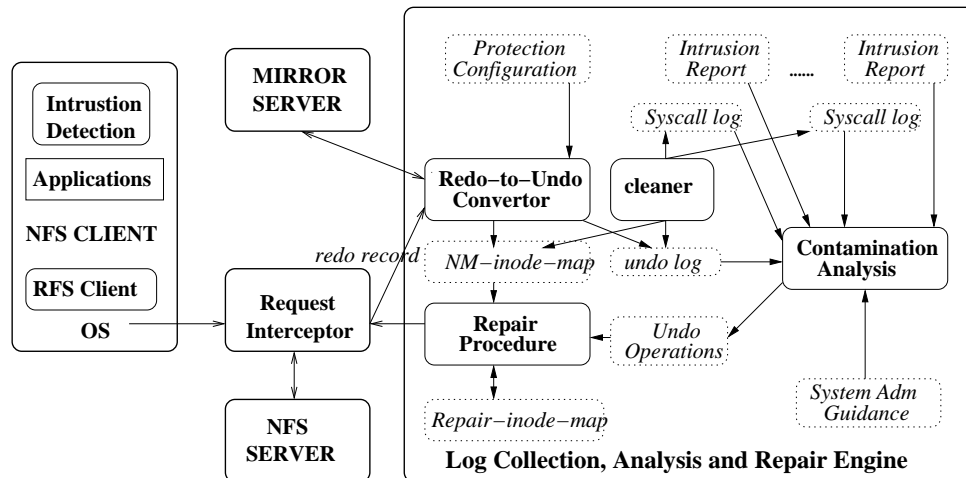 Intrustion
Detection
Applications
NFS CLIENT
RFS Client
OS
MIRROR
SERVER
Request
Interceptor
NFS
SERVER
redo record
Protection
Configuration
Intrusion
Report
......
Intrusion
Report
Syscall log
Syscall log
Redo−to−Undo
Convertor
cleaner
NM−inode−map
undo log
Contamination
Analysis
Repair
Procedure
Undo
Operations
Repair−inode−map
System Adm
Guidance
Log Collection, Analysis and Repair Engine